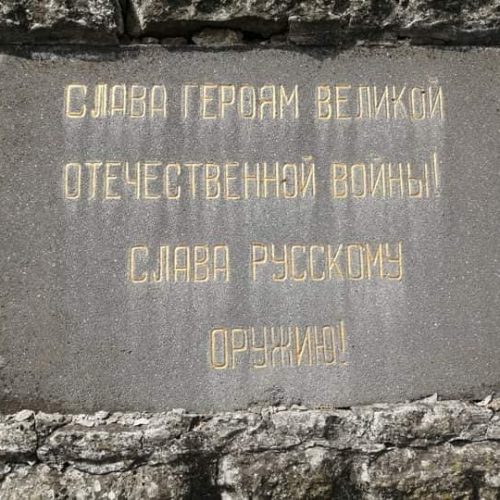 СЛАВА ГЕРОЯМ ВЕЛИКОЙ
ОТЕЧЕСТВЕННОЙ ВОЙНЫ!
СЛАВА РУССКОМУ
ОРУЖИЮ!